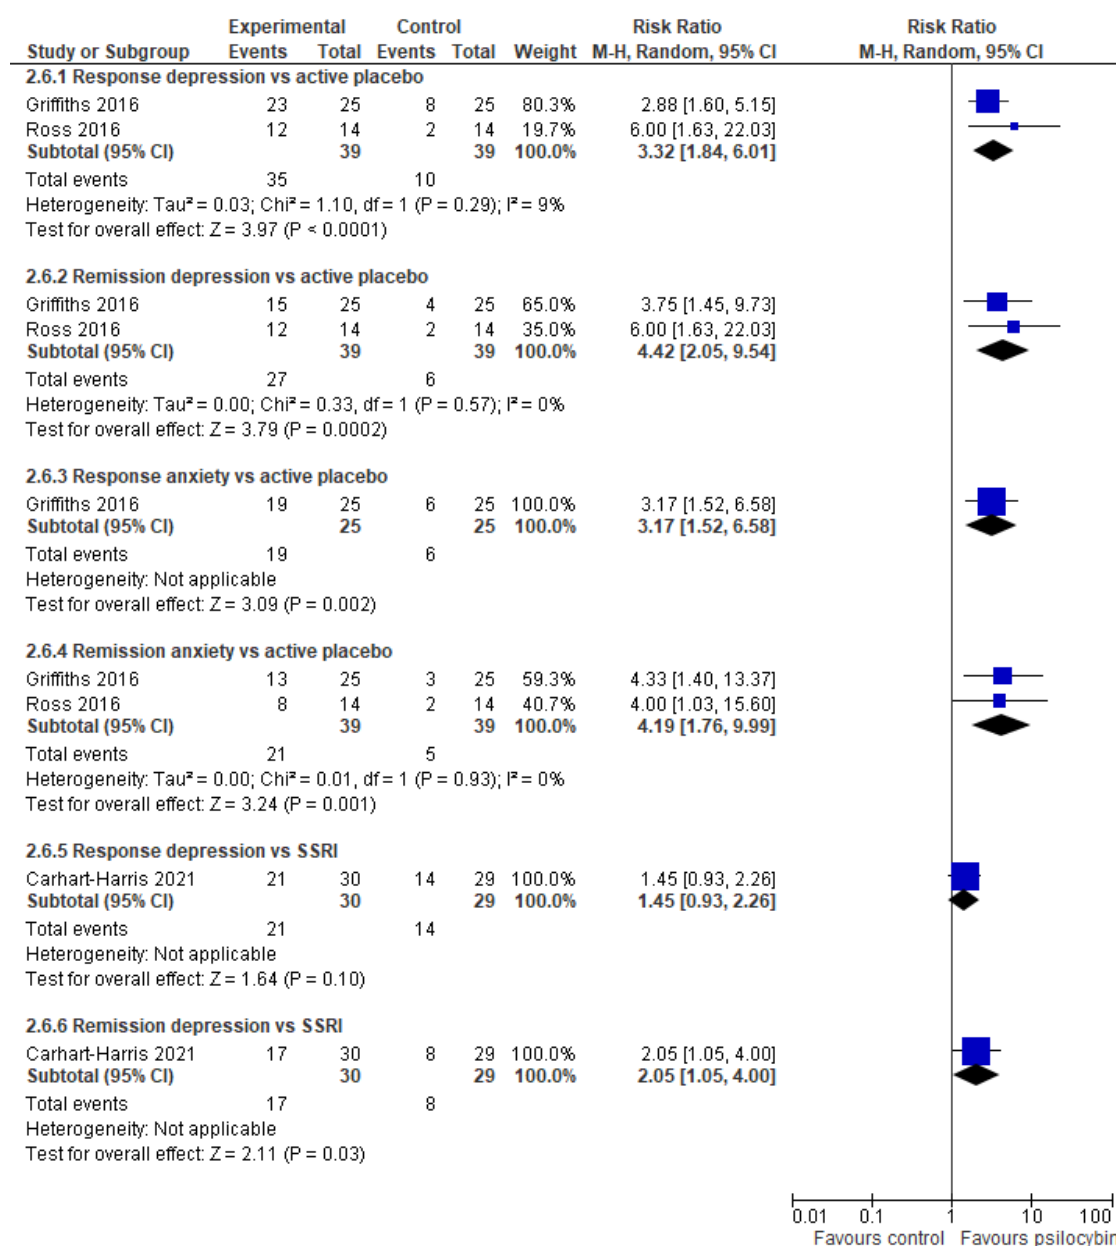 Experimental Control Risk Ratio Risk Ratio
Study or Subgroup Events Total Events Total Weight M-H, Random, 95% CI M-H, Random, 95% CI
2.6.1 Response depression vs active placebo
Griffiths 2016 23 25 8 25 80.3% 2.88 [1.60, 5.15]
Ross 2016 12 14 2 14 19.7% 6.00 [1.63, 22.03]
Subtotal (95% CI) 39 39 100.0% 3.32 [1.84, 6.01]
Total events 35 10
Heterogeneity: Tau² = 0.03; Chi² = 1.10, df = 1 (P = 0.29); I² = 9%
Test for overall effect: Z = 3.97 (P < 0.0001)
2.6.2 Remission depression vs active placebo
Griffiths 2016 15 25 4 25 65.0% 3.75 [1.45, 9.73]
Ross 2016 12 14 2 14 35.0% 6.00 [1.63, 22.03]
Subtotal (95% CI) 39 39 100.0% 4.42 [2.05, 9.54]
Total events 27 6
Heterogeneity: Tau² = 0.00; Chi² = 0.33, df = 1 (P = 0.57); I² = 0%
Test for overall effect: Z = 3.79 (P = 0.0002)
2.6.3 Response anxiety vs active placebo
Griffiths 2016 19 25 6 25 100.0% 3.17 [1.52, 6.58]
Subtotal (95% CI) 25 25 100.0% 3.17 [1.52, 6.58]
Total events 19 6
Heterogeneity: Not applicable
Test for overall effect: Z = 3.09 (P = 0.002)
2.6.4 Remission anxiety vs active placebo
Griffiths 2016 13 25 3 25 59.3% 4.33 [1.40, 13.37]
Ross 2016 8 14 2 14 40.7% 4.00 [1.03, 15.60]
Subtotal (95% CI) 39 39 100.0% 4.19 [1.76, 9.99]
Total events 21 5
Heterogeneity: Tau² = 0.00; Chi² = 0.01, df = 1 (P = 0.93); I² = 0%
Test for overall effect: Z = 3.24 (P = 0.001)
2.6.5 Response depression vs SSRI
Carhart-Harris 2021 21 30 14 29 100.0% 1.45 [0.93, 2.26]
Subtotal (95% CI) 30 29 100.0% 1.45 [0.93, 2.26]
Total events 21 14
Heterogeneity: Not applicable
Test for overall effect: Z = 1.64 (P = 0.10)
2.6.6 Remission depression vs SSRI
Carhart-Harris 2021 17 30 8 29 100.0% 2.05 [1.05, 4.00]
Subtotal (95% CI) 30 29 100.0% 2.05 [1.05, 4.00]
Total events 17 8
Heterogeneity: Not applicable
Test for overall effect: Z = 2.11 (P = 0.03)
0.01 0.1 1 10 100
Favours control Favours psilocybin